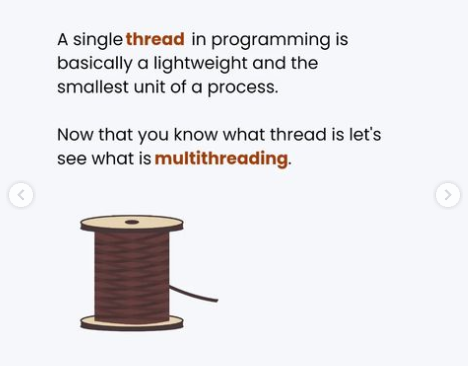 A single thread in programming is
basically a lightweight and the
smallest unit of a process.
Now that you know what thread is let's
see what is multithreading.